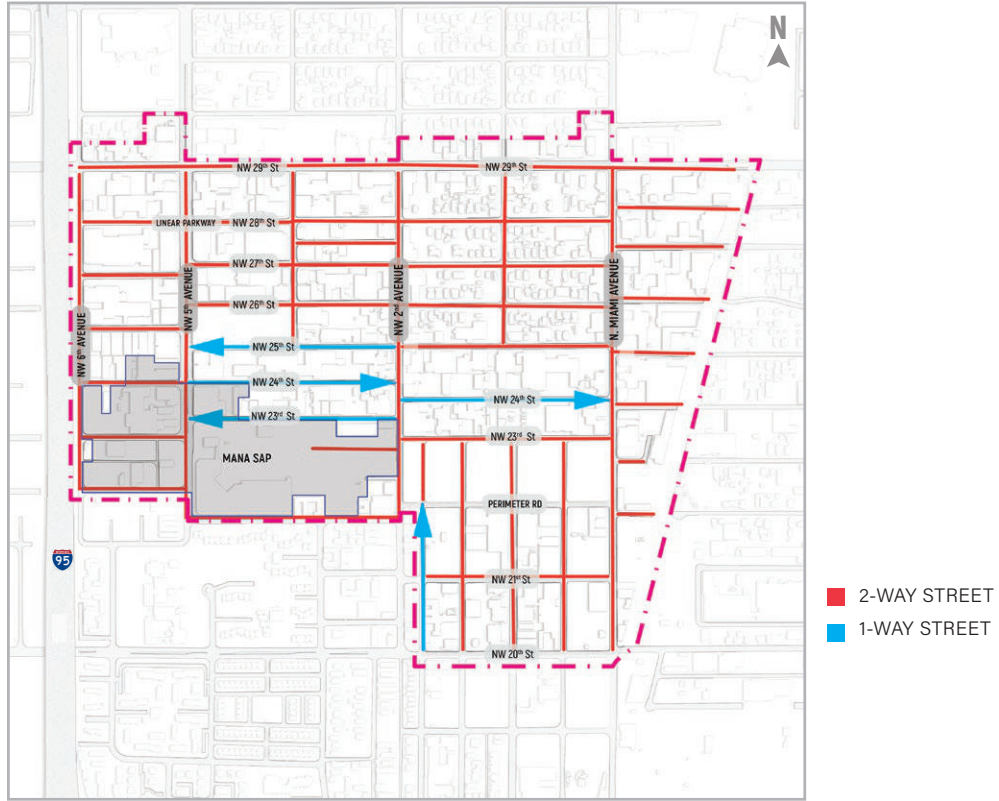 N
NW 29th St
NW 29th St
LINEAR PARKWAY
NW 28th St
NW 27th St
NW 26th St
NW 5th AVENUE
NW 2nd AVENUE
N. MIAMI AVENUE
NW 6th AVENUE
NW 25th St
NW 24th St
NW 24th St
NW 23rd St
NW 23rd St
MANA SAP
PERIMETER RD
95
NW 21st St
NW 20th St
2-WAY STREET
1-WAY STREET